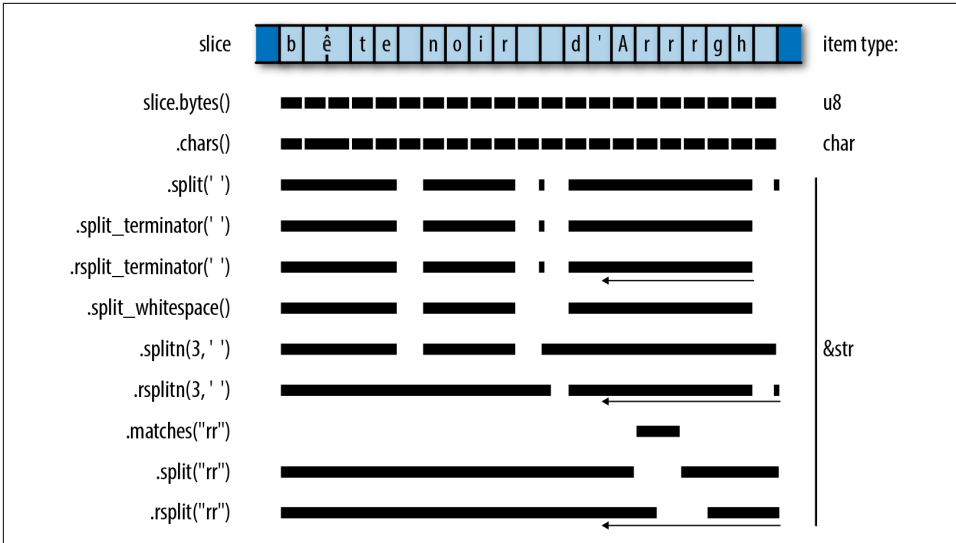 slice b ê t e n o i r d ' A r r r g h item type:
slice.bytes() u8
.chars() char
.split(' ')
.split_terminator(' ')
.rsplit_terminator(' ')
.split_whitespace()
.splitn(3, ' ') &str
.rsplitn(3, ' ')
.matches("rr")
.split("rr")
.rsplit("rr")